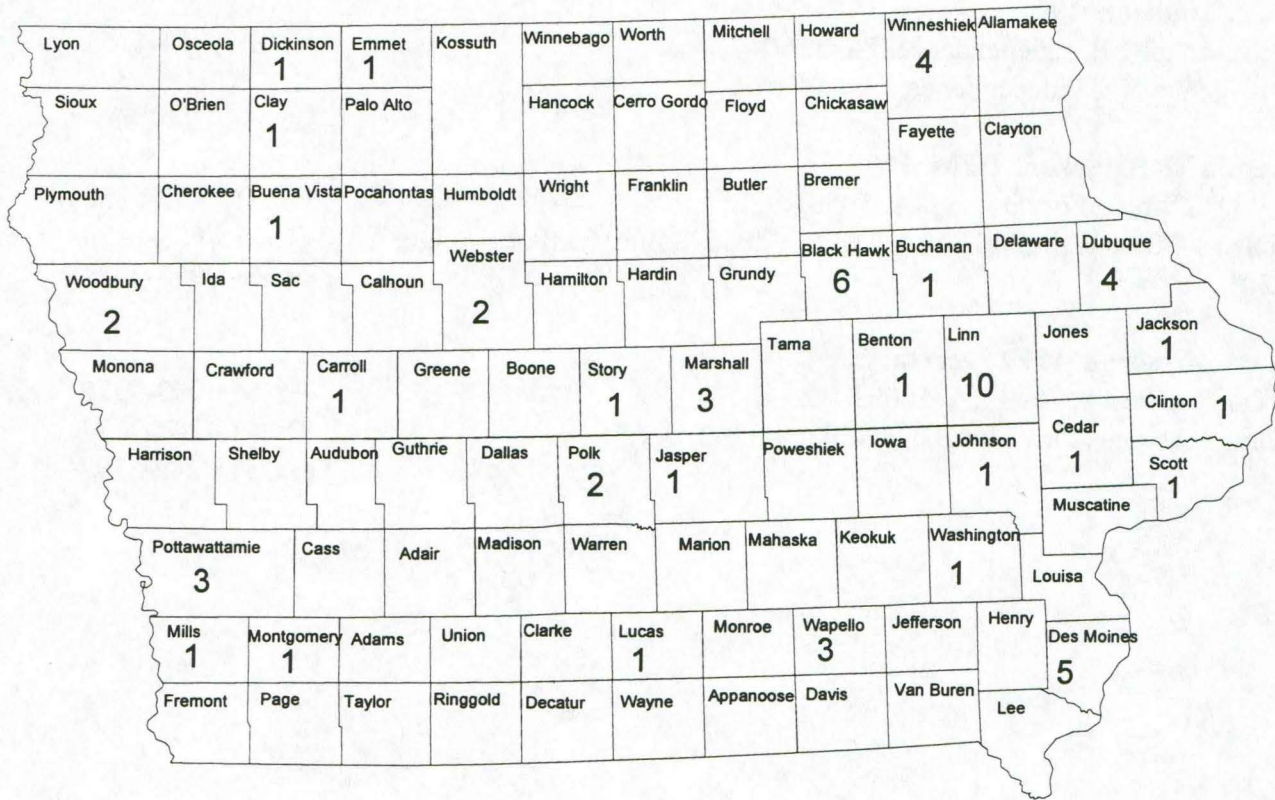 Lyon
Osceola
Dickinson
1
Emmet
1
Kossuth
Winnebago
Worth
Mitchell
Howard
Winneshiek
4
Allamakee
Sioux
O'Brien
Clay
1
Palo Alto
Hancock
Cerro Gordo
Floyd
Chickasaw
Fayette
Clayton
Plymouth
Cherokee
Buena Vista
1
Pocahontas
Humboldt
Wright
Franklin
Butler
Bremer
Webster
2
Black Hawk
6
Buchanan
1
Delaware
Dubuque
4
Woodbury
2
Ida
Sac
Calhoun
Hamilton
Hardin
Grundy
Tama
Benton
1
Linn
10
Jones
Jackson
1
Monona
Crawford
Carroll
1
Greene
Boone
Story
1
Marshall
3
Clinton 1
Cedar
1
Harrison
Shelby
Audubon
Guthrie
Dallas
Polk
2
Jasper
1
Poweshiek
Iowa
Johnson
1
Scott
1
Muscatine
Pottawattamie
3
Cass
Adair
Madison
Warren
Marion
Mahaska
Keokuk
Washington
1
Louisa
Mills
1
Montgomery
1
Adams
Union
Clarke
Lucas
1
Monroe
Wapello
3
Jefferson
Henry
Des Moines
5
Fremont
Page
Taylor
Ringgold
Decatur
Wayne
Appanoose
Davis
Van Buren
Lee